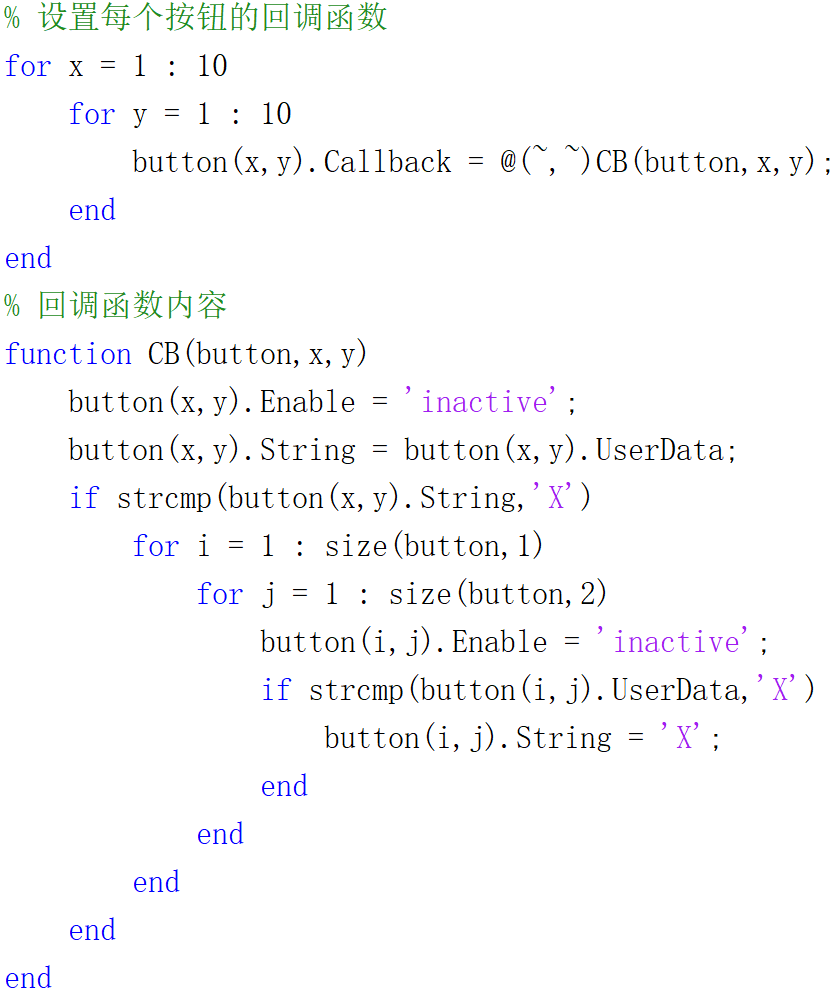 % 设置每个按钮的回调函数
for x = 1 : 10
    for y = 1 : 10
        button(x,y).Callback = @(~,~)CB(button,x,y);
    end
end
% 回调函数内容
function CB(button,x,y)
    button(x,y).Enable = 'inactive';
    button(x,y).String = button(x,y).UserData;
    if strcmp(button(x,y).String,'X')
        for i = 1 : size(button,1)
            for j = 1 : size(button,2)
                button(i,j).Enable = 'inactive';
                if strcmp(button(i,j).UserData,'X')
                    button(i,j).String = 'X';
                end
            end
        end
    end
end